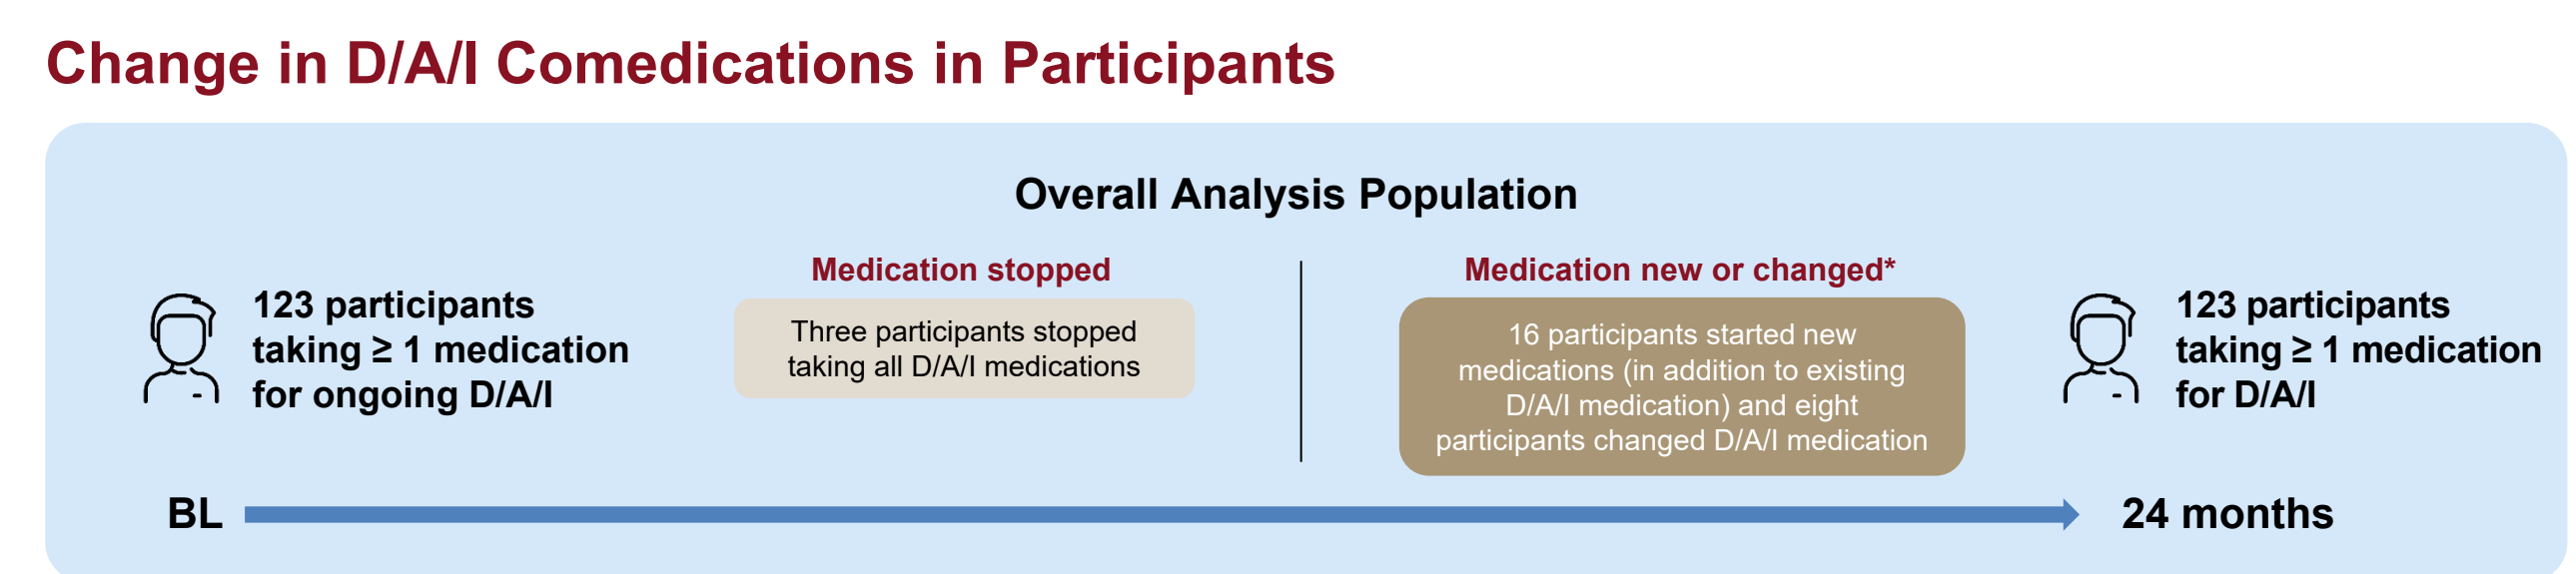 Change in D/A/I Comedications in Participants
Overall Analysis Population
123 participants
taking ≥ 1 medication
for ongoing D/A/I
Medication stopped
Three participants stopped
taking all D/A/I medications
Medication new or changed*
16 participants started new
medications (in addition to existing
D/A/I medication) and eight
participants changed D/A/I medication
123 participants
taking ≥ 1 medication
for D/A/I
BL
24 months